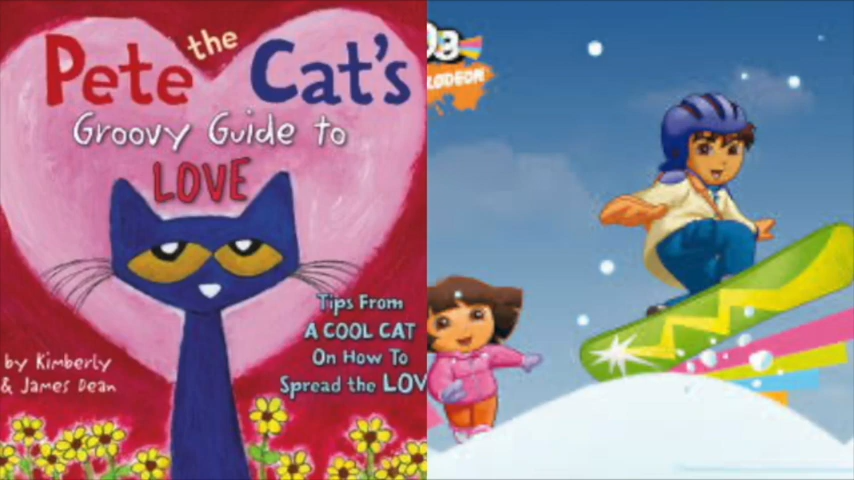 Pete the Cat's
Groovy Guide to
LOVE
Tips From
A COOL CAT
On How To
Spread the LOV
by Kimberly
& James Dean